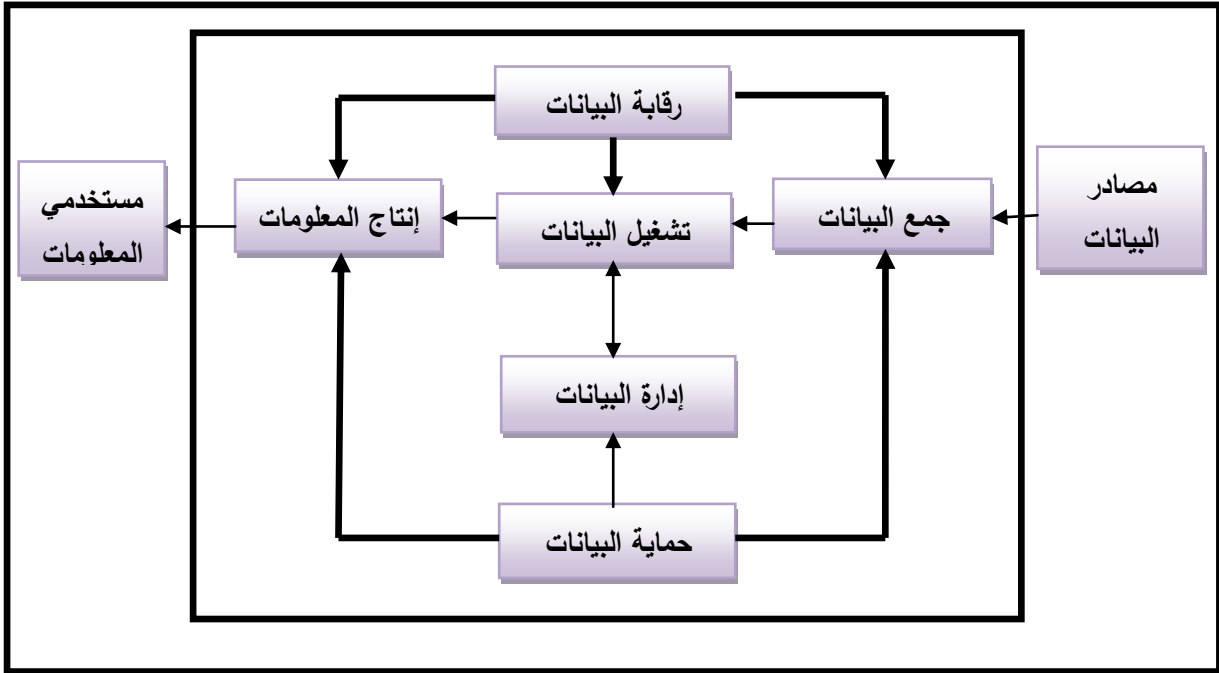 رقابة البيانات
مصادر
البيانات
جمع البيانات
تشغيل البيانات
إنتاج المعلومات
مستخدمي
المعلومات
إدارة البيانات
حماية البيانات